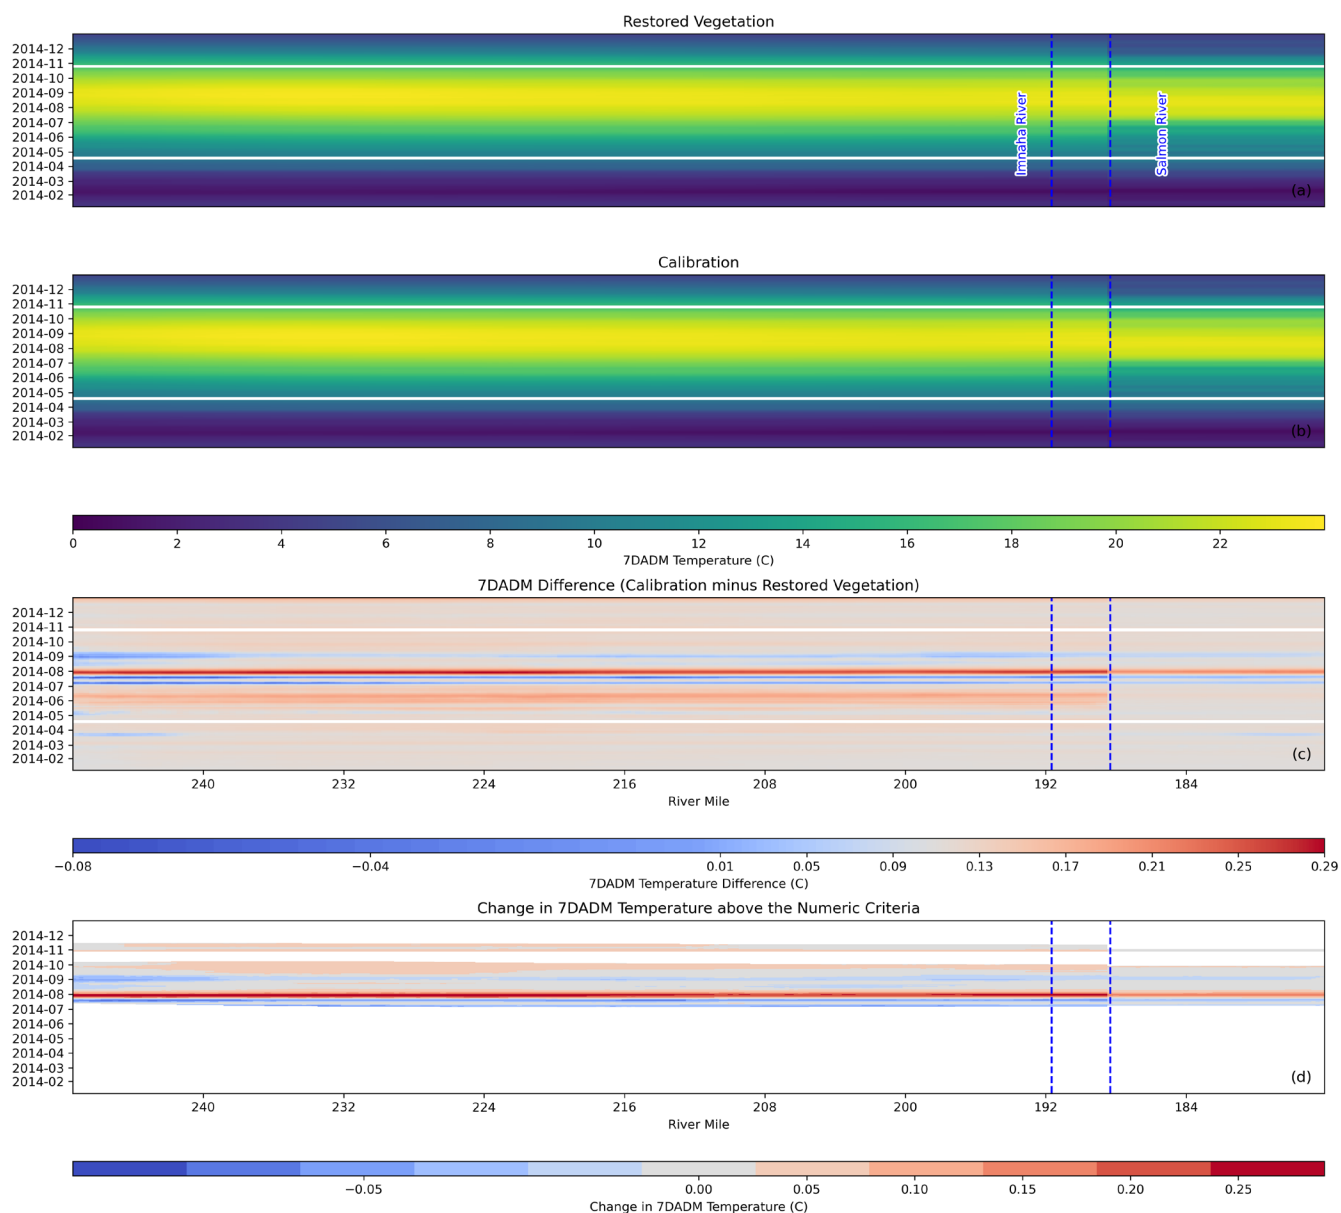 Restored Vegetation
2014-12
2014-11
2014-10
2014-09
2014-08
2014-07
2014-06
2014-05
2014-04
2014-03
2014-02
Imnaha River
Salmon River
(a)
Calibration
2014-12
2014-11
2014-10
2014-09
2014-08
2014-07
2014-06
2014-05
2014-04
2014-03
2014-02
(b)
0 2 4 6 8 10 12 14 16 18 20 22
7DADM Temperature (C)
7DADM Difference (Calibration minus Restored Vegetation)
2014-12
2014-11
2014-10
2014-09
2014-08
2014-07
2014-06
2014-05
2014-04
2014-03
2014-02
(c)
240 232 224 216 208 200 192 184
River Mile
−0.08 −0.04 0.01 0.05 0.09 0.13 0.17 0.21 0.25 0.29
7DADM Temperature Difference (C)
Change in 7DADM Temperature above the Numeric Criteria
2014-12
2014-11
2014-10
2014-09
2014-08
2014-07
2014-06
2014-05
2014-04
2014-03
2014-02
(d)
240 232 224 216 208 200 192 184
River Mile
−0.05 0.00 0.05 0.10 0.15 0.20 0.25
Change in 7DADM Temperature (C)